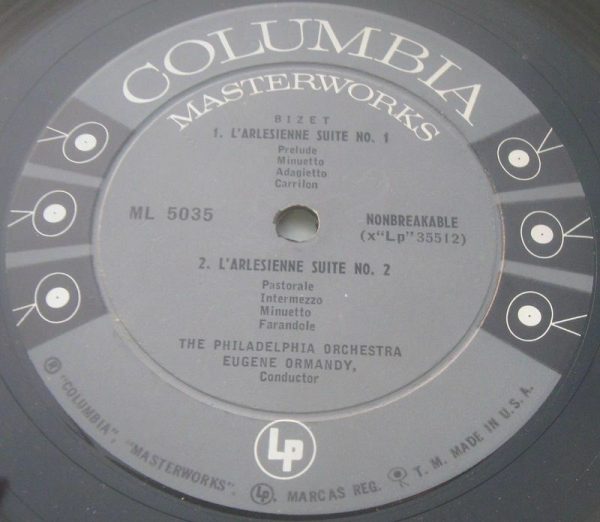 COLUMBIA
MASTERWORKS
BIZET
1. L'ARLESIENNE SUITE NO. 1
Prelude
Minuetto
Adagietto
Carrilon
ML 5035
NONBREAKABLE
(x"Lp"35512)
2. L'ARLESIENNE SUITE NO. 2
Pastorale
Intermezzo
Minuetto
Farandole
THE PHILADELPHIA ORCHESTRA
EUGENE ORMANDY,
Conductor
LP
® "COLUMBIA", "MASTERWORKS", LP, MARCAS REG. T. M. MADE IN U. S. A.